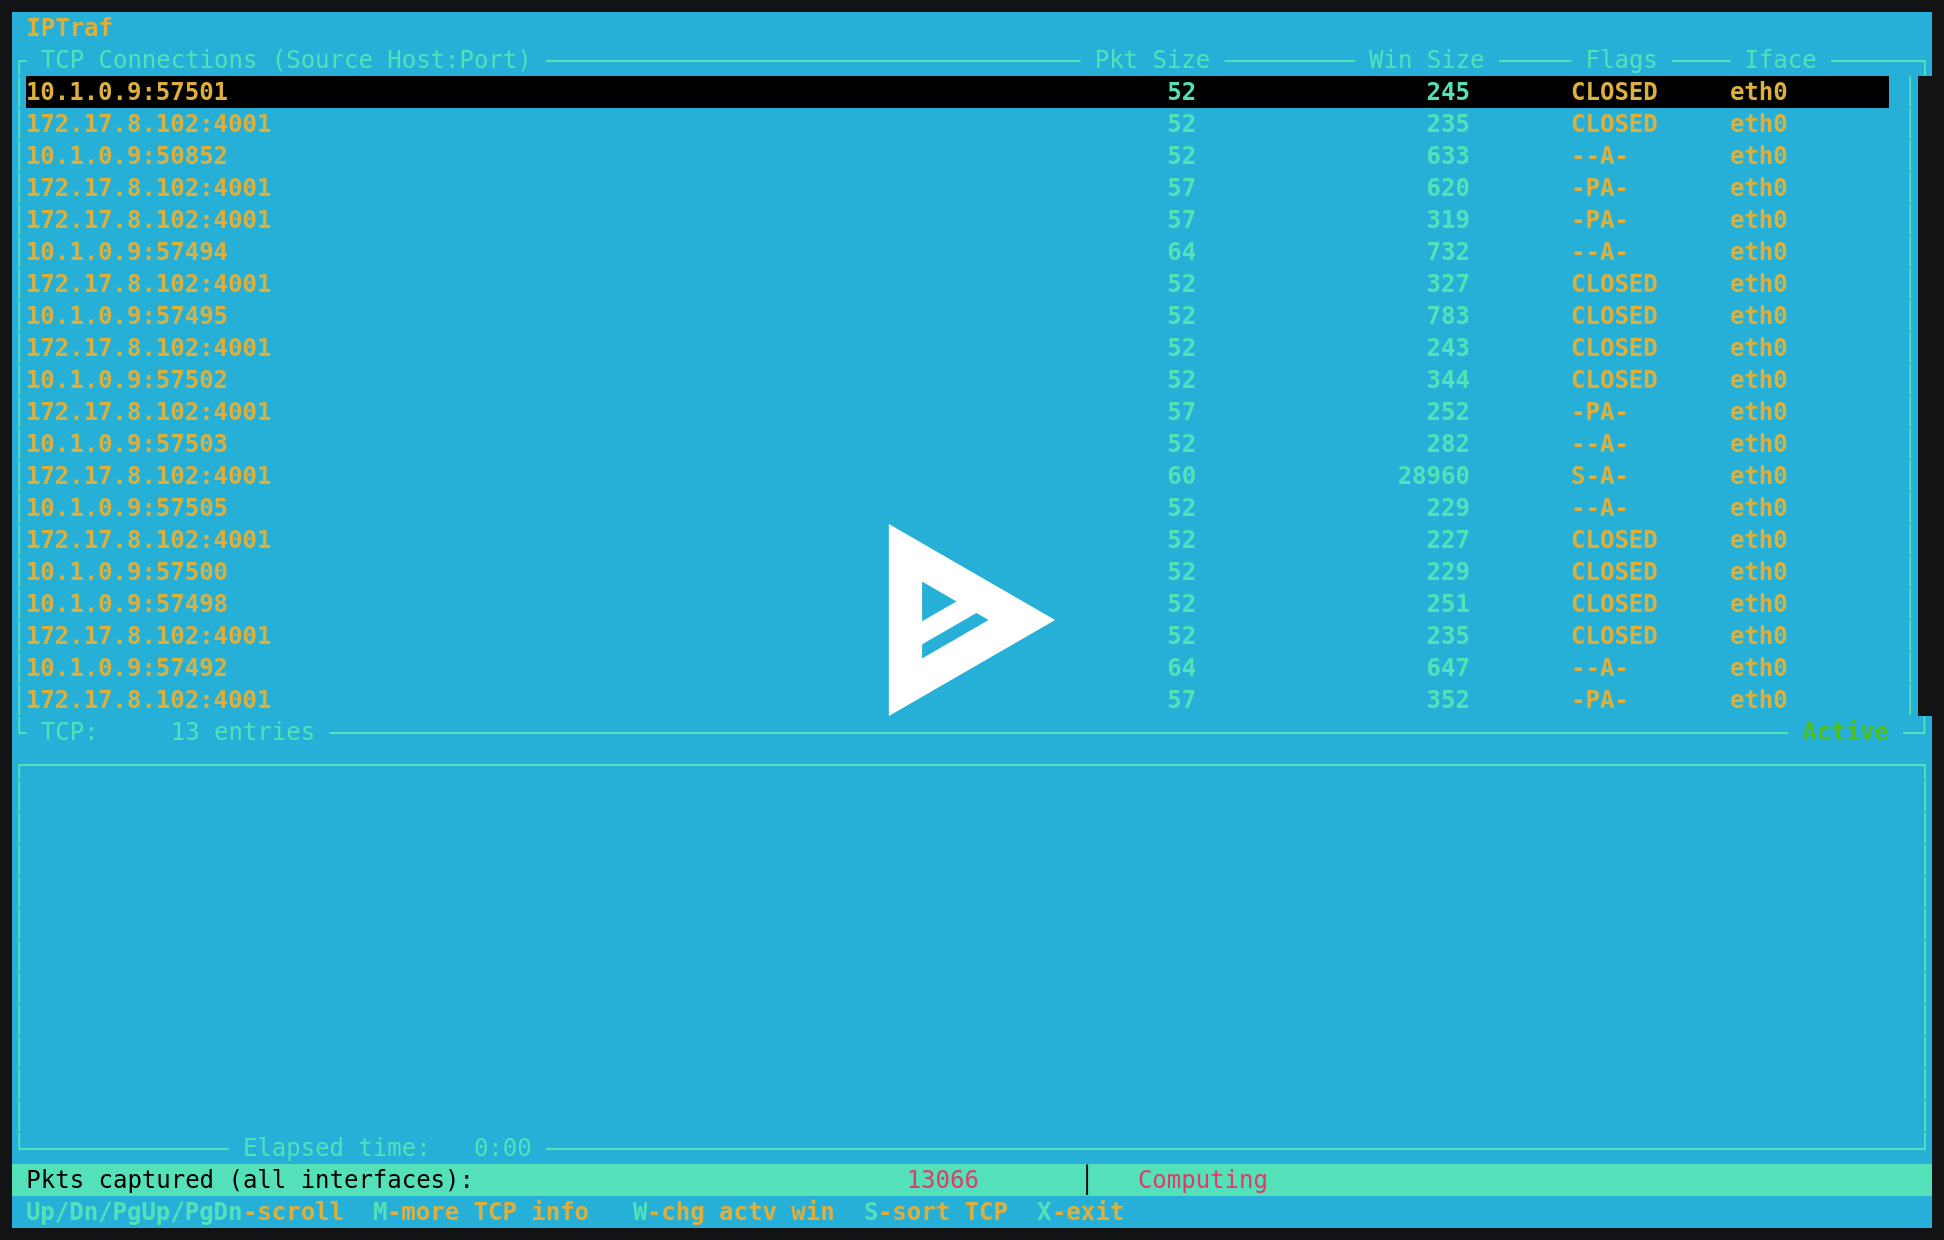 IPTraf
TCP Connections (Source Host:Port) Pkt Size Win Size Flags Iface
10.1.0.9:57501 52 245 CLOSED eth0
172.17.8.102:4001 52 235 CLOSED eth0
10.1.0.9:50852 52 633 --A- eth0
172.17.8.102:4001 57 620 -PA- eth0
172.17.8.102:4001 57 319 -PA- eth0
10.1.0.9:57494 64 732 --A- eth0
172.17.8.102:4001 52 327 CLOSED eth0
10.1.0.9:57495 52 783 CLOSED eth0
172.17.8.102:4001 52 243 CLOSED eth0
10.1.0.9:57502 52 344 CLOSED eth0
172.17.8.102:4001 57 252 -PA- eth0
10.1.0.9:57503 52 282 --A- eth0
172.17.8.102:4001 60 28960 S-A- eth0
10.1.0.9:57505 52 229 --A- eth0
172.17.8.102:4001 52 227 CLOSED eth0
10.1.0.9:57500 52 229 CLOSED eth0
10.1.0.9:57498 52 251 CLOSED eth0
172.17.8.102:4001 52 235 CLOSED eth0
10.1.0.9:57492 64 647 --A- eth0
172.17.8.102:4001 57 352 -PA- eth0
TCP: 13 entries Active
Elapsed time: 0:00
Pkts captured (all interfaces): 13066 │ Computing
Up/Dn/PgUp/PgDn-scroll M-more TCP info W-chg actv win S-sort TCP X-exit